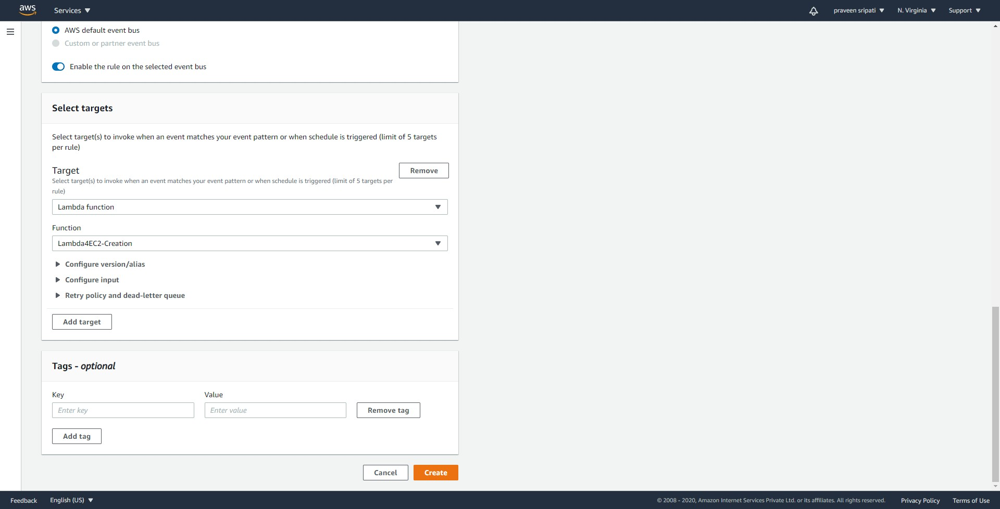 aws
Services
praveen sripati
N. Virginia
Support
AWS default event bus
Custom or partner event bus
Enable the rule on the selected event bus
Select targets
Select target(s) to invoke when an event matches your event pattern or when schedule is triggered (limit of 5 targets
per rule)
Target
Remove
Select target(s) to invoke when an event matches your event pattern or when schedule is triggered (limit of 5 targets per
rule)
Lambda function
Function
Lambda4EC2-Creation
Configure version/alias
Configure input
Retry policy and dead-letter queue
Add target
Tags - optional
Key
Value
Enter key
Enter value
Remove tag
Add tag
Cancel
Create
Feedback
English (US)
© 2008 - 2020, Amazon Internet Services Private Ltd. or its affiliates. All rights reserved.
Privacy Policy
Terms of Use